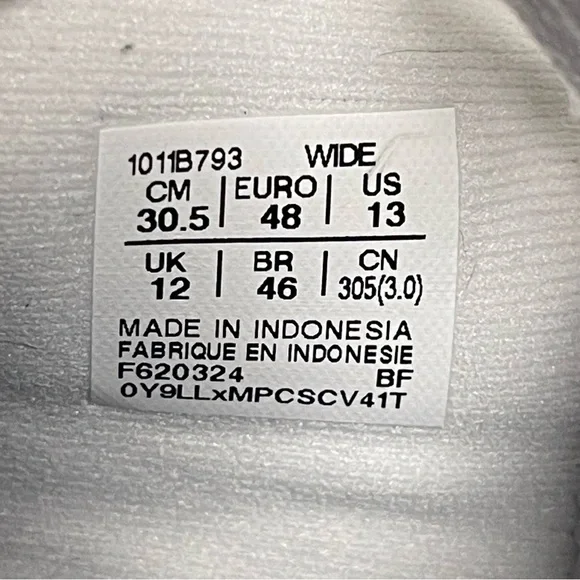 1011B793 WIDE
CM | EURO | US
30.5 | 48 | 13
UK | BR | CN
12 | 46 | 305(3.0)
MADE IN INDONESIA
FABRIQUE EN INDONESIE
F620324 BF
0Y9LLxMPCSCV41T